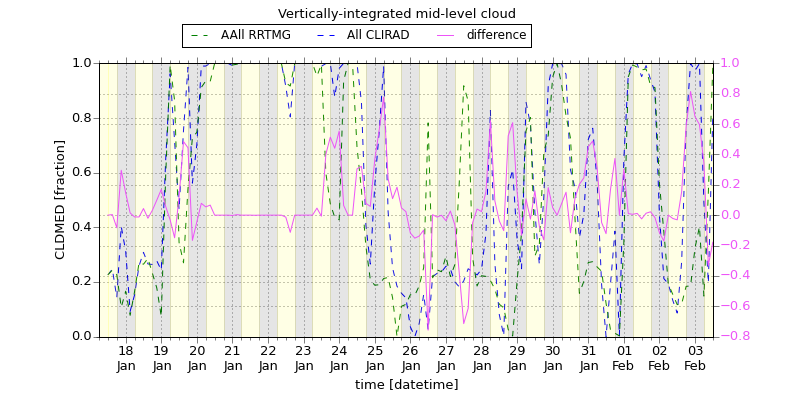 Vertically-integrated mid-level cloud
AAll RRTMG All CLIRAD difference
CLDMED [fraction]
1.0
0.8
0.6
0.4
0.2
0.0
1.0
0.8
0.6
0.4
0.2
0.0
−0.2
−0.4
−0.6
−0.8
18 19 20 21 22 23 24 25 26 27 28 29 30 31 01 02 03
Jan Jan Jan Jan Jan Jan Jan Jan Jan Jan Jan Jan Jan Jan Feb Feb Feb
time [datetime]